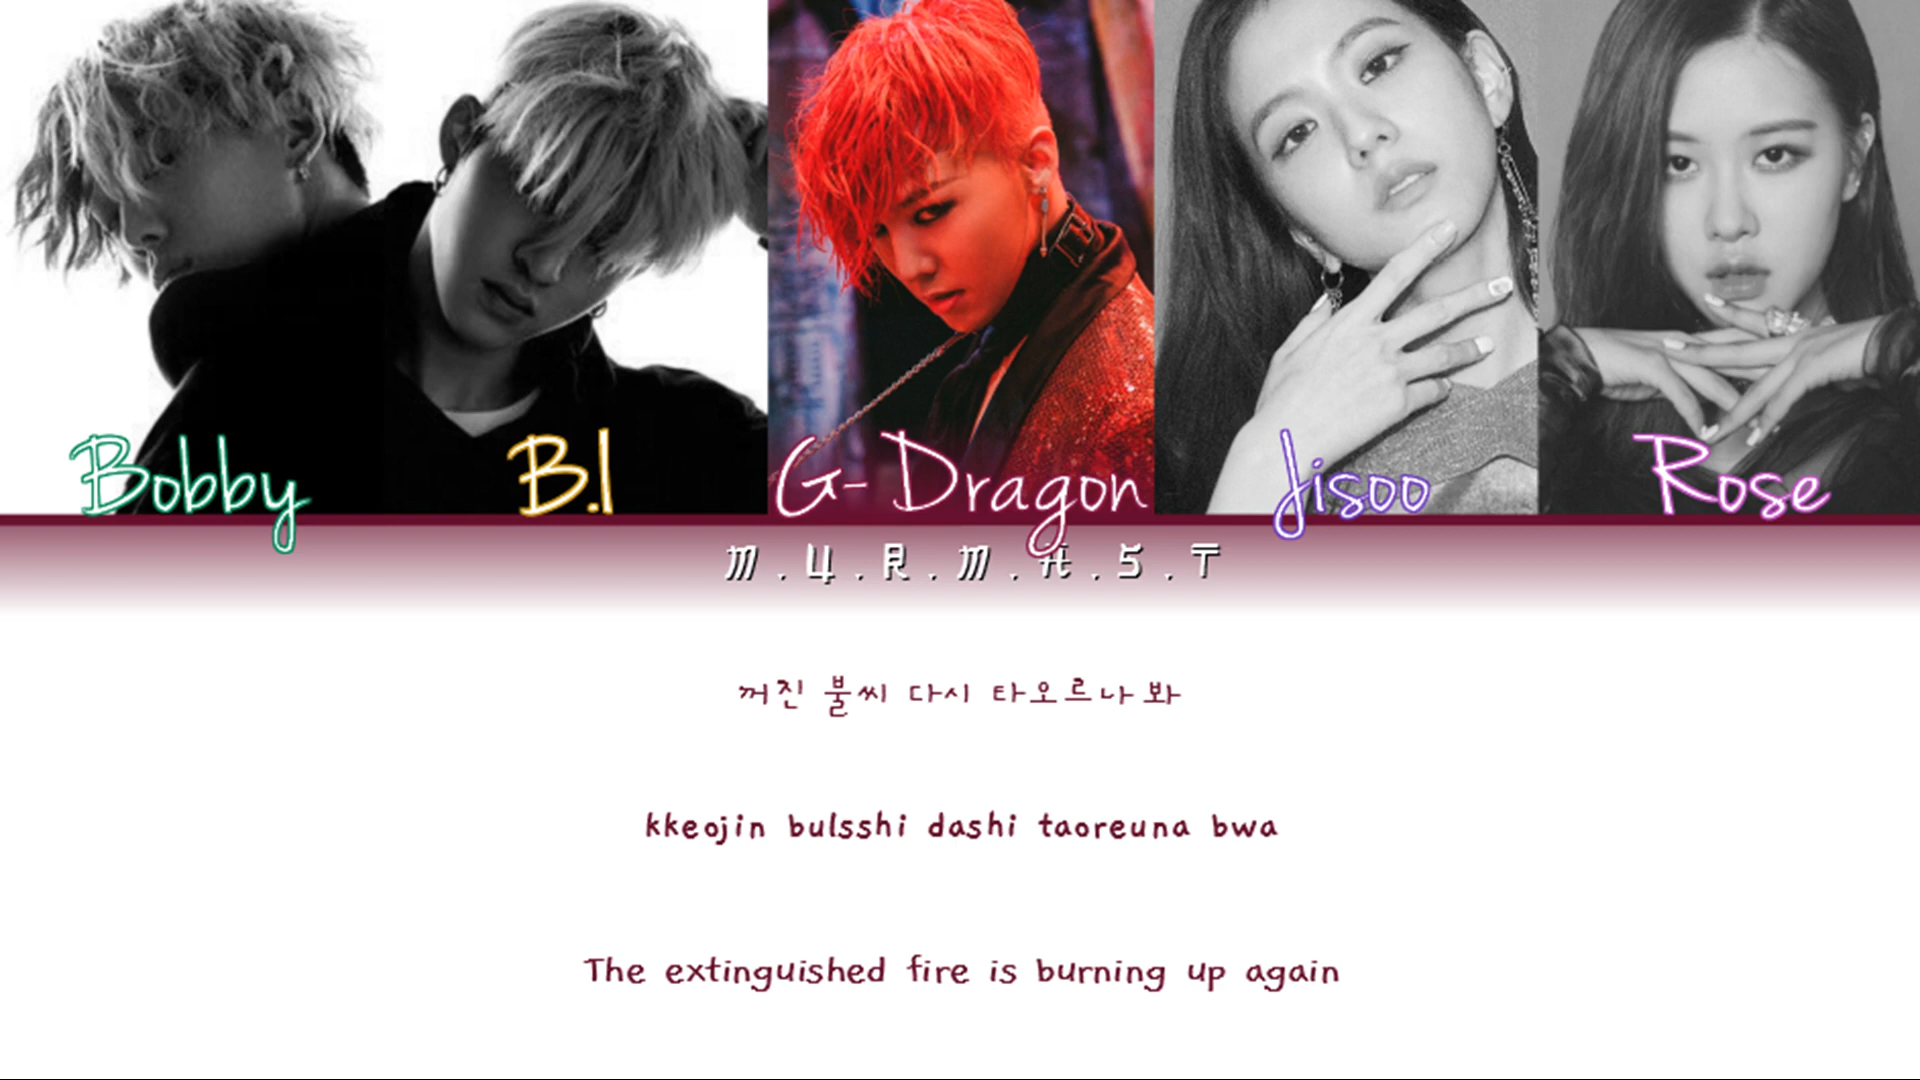 Bobby B.I G-Dragon Jisoo Rose
M.U.R.M.A.S.T
꺼진 불씨 다시 타오르나 봐
kkeojin bulsshi dashi taoreuna bwa
The extinguished fire is burning up again